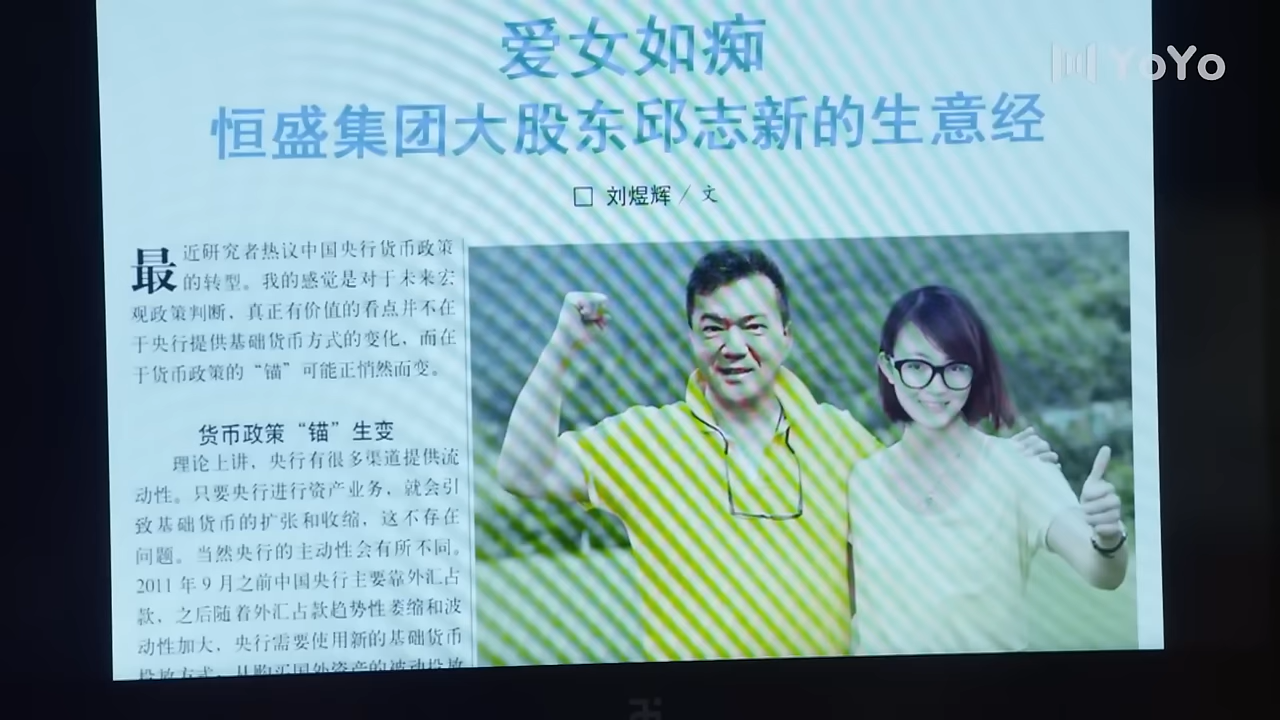 爱女如痴
YoYo
恒盛集团大股东邱志新的生意经
□ 刘煜辉 / 文
最近研究者热议中国央行货币政策
的转型。我的感觉是对于未来宏
观政策判断，真正有价值的看点并不在
于央行提供基础货币方式的变化，而在
于货币政策的“锚”可能正悄然而变。
货币政策“锚”生变
理论上讲，央行有很多渠道提供流
动性。只要央行进行资产业务，就会引
致基础货币的扩张和收缩，这不存在
问题。当然央行的主动性会有所不同。
2011 年 9 月之前中国央行主要靠外汇占
款，之后随着外汇占款趋势性萎缩和波
动性加大，央行需要使用新的基础货币